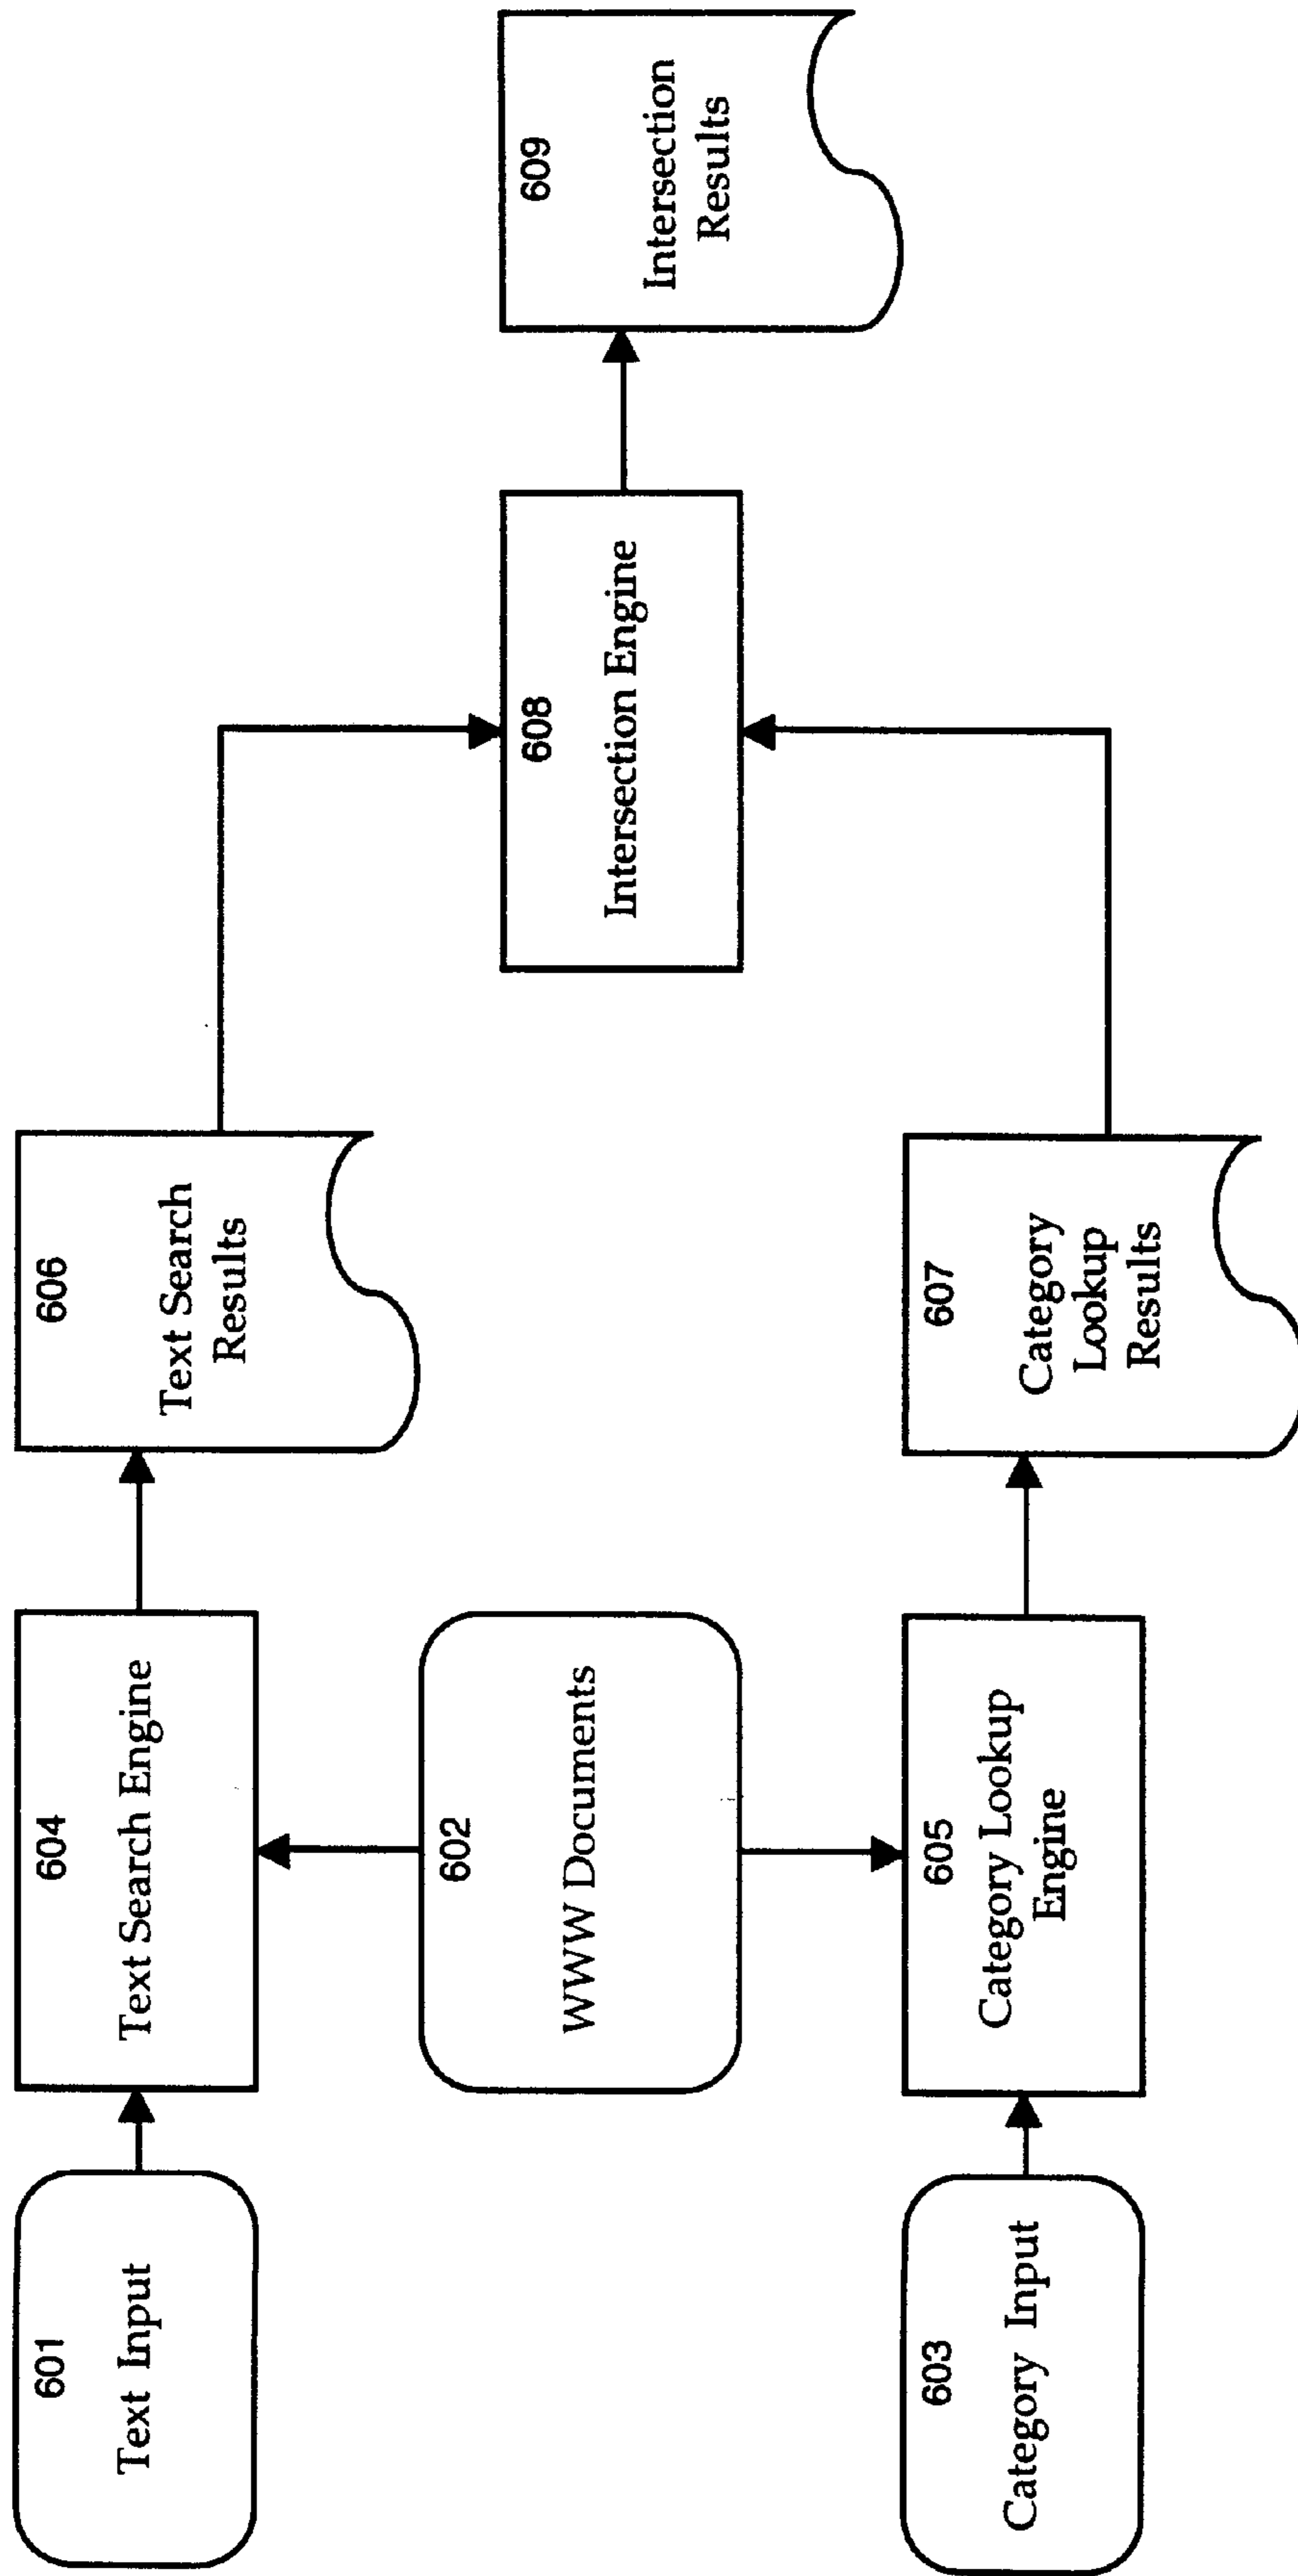 601
Text Input
604
Text Search Engine
606
Text Search
Results
602
WWW Documents
603
Category Input
605
Category Lookup
Engine
607
Category
Lookup
Results
608
Intersection Engine
609
Intersection
Results